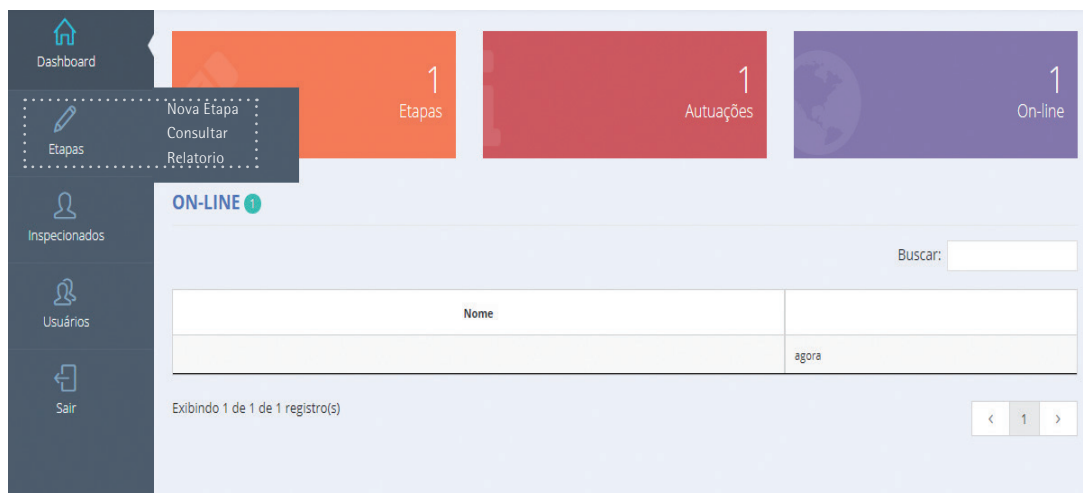 Dashboard
Etapas
Nova Etapa
Consultar
Relatorio
Inspecionados
Usuários
Sair
1
Etapas
1
Autuações
1
On-line
ON-LINE 1
Buscar:
Nome
agora
Exibindo 1 de 1 de 1 registro(s)
< 1 >